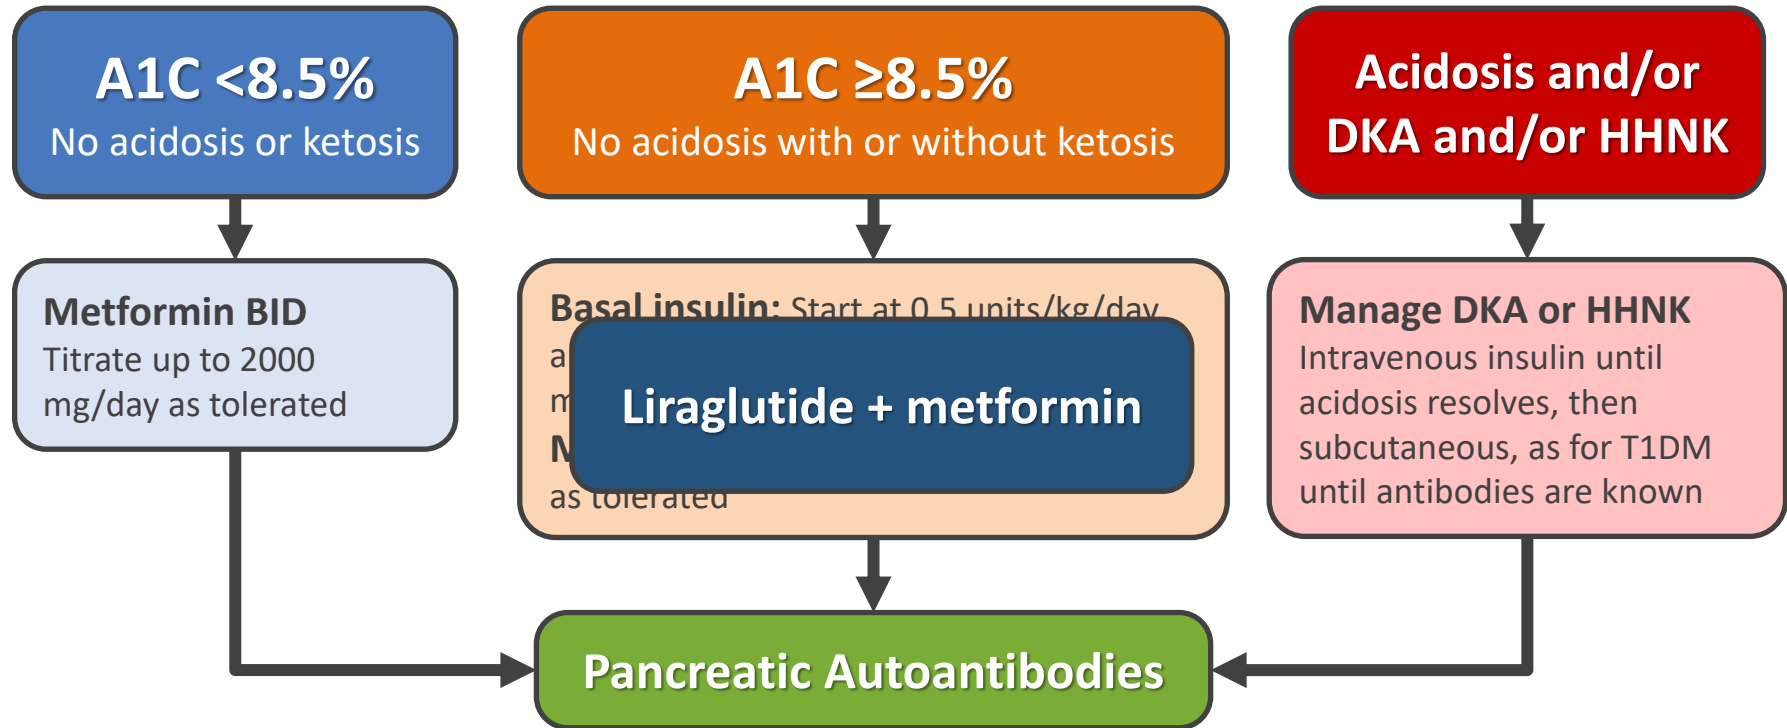 A1C <8.5%
No acidosis or ketosis
A1C ≥8.5%
No acidosis with or without ketosis
Acidosis and/or
DKA and/or HHNK
Metformin BID
Titrate up to 2000
mg/day as tolerated
Basal insulin: Start at 0.5 units/kg/day
Liraglutide + metformin
as tolerated
Manage DKA or HHNK
Intravenous insulin until
acidosis resolves, then
subcutaneous, as for T1DM
until antibodies are known
Pancreatic Autoantibodies